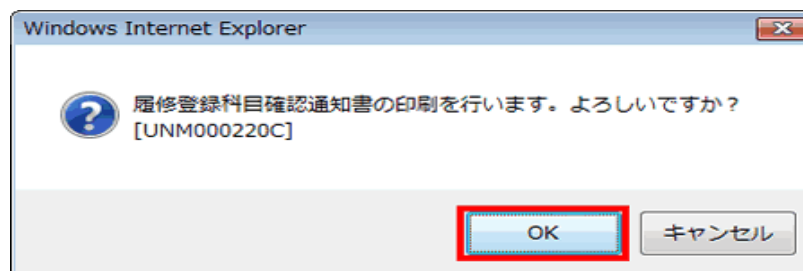 Windows Internet Explorer
履修登録科目確認通知書の印刷を行います。よろしいですか？
[UNM000220C]
OK
キャンセル